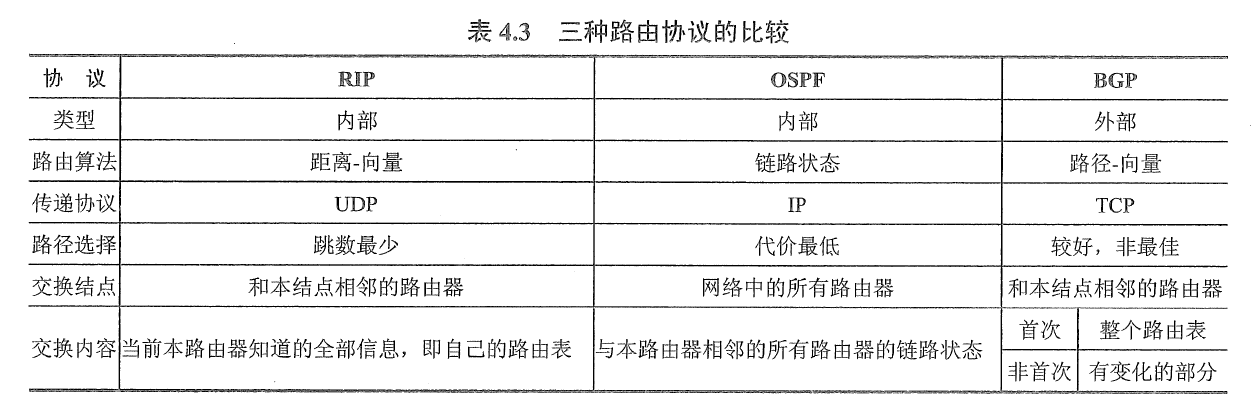 表 4.3 三种路由协议的比较
协 议 RIP OSPF BGP
类型 内部 内部 外部
路由算法 距离-向量 链路状态 路径-向量
传递协议 UDP IP TCP
路径选择 跳数最少 代价最低 较好，非最佳
交换结点 和本结点相邻的路由器 网络中的所有路由器 和本结点相邻的路由器
交换内容 当前本路由器知道的全部信息，即自己的路由表 与本路由器相邻的所有路由器的链路状态 首次 整个路由表
非首次 有变化的部分